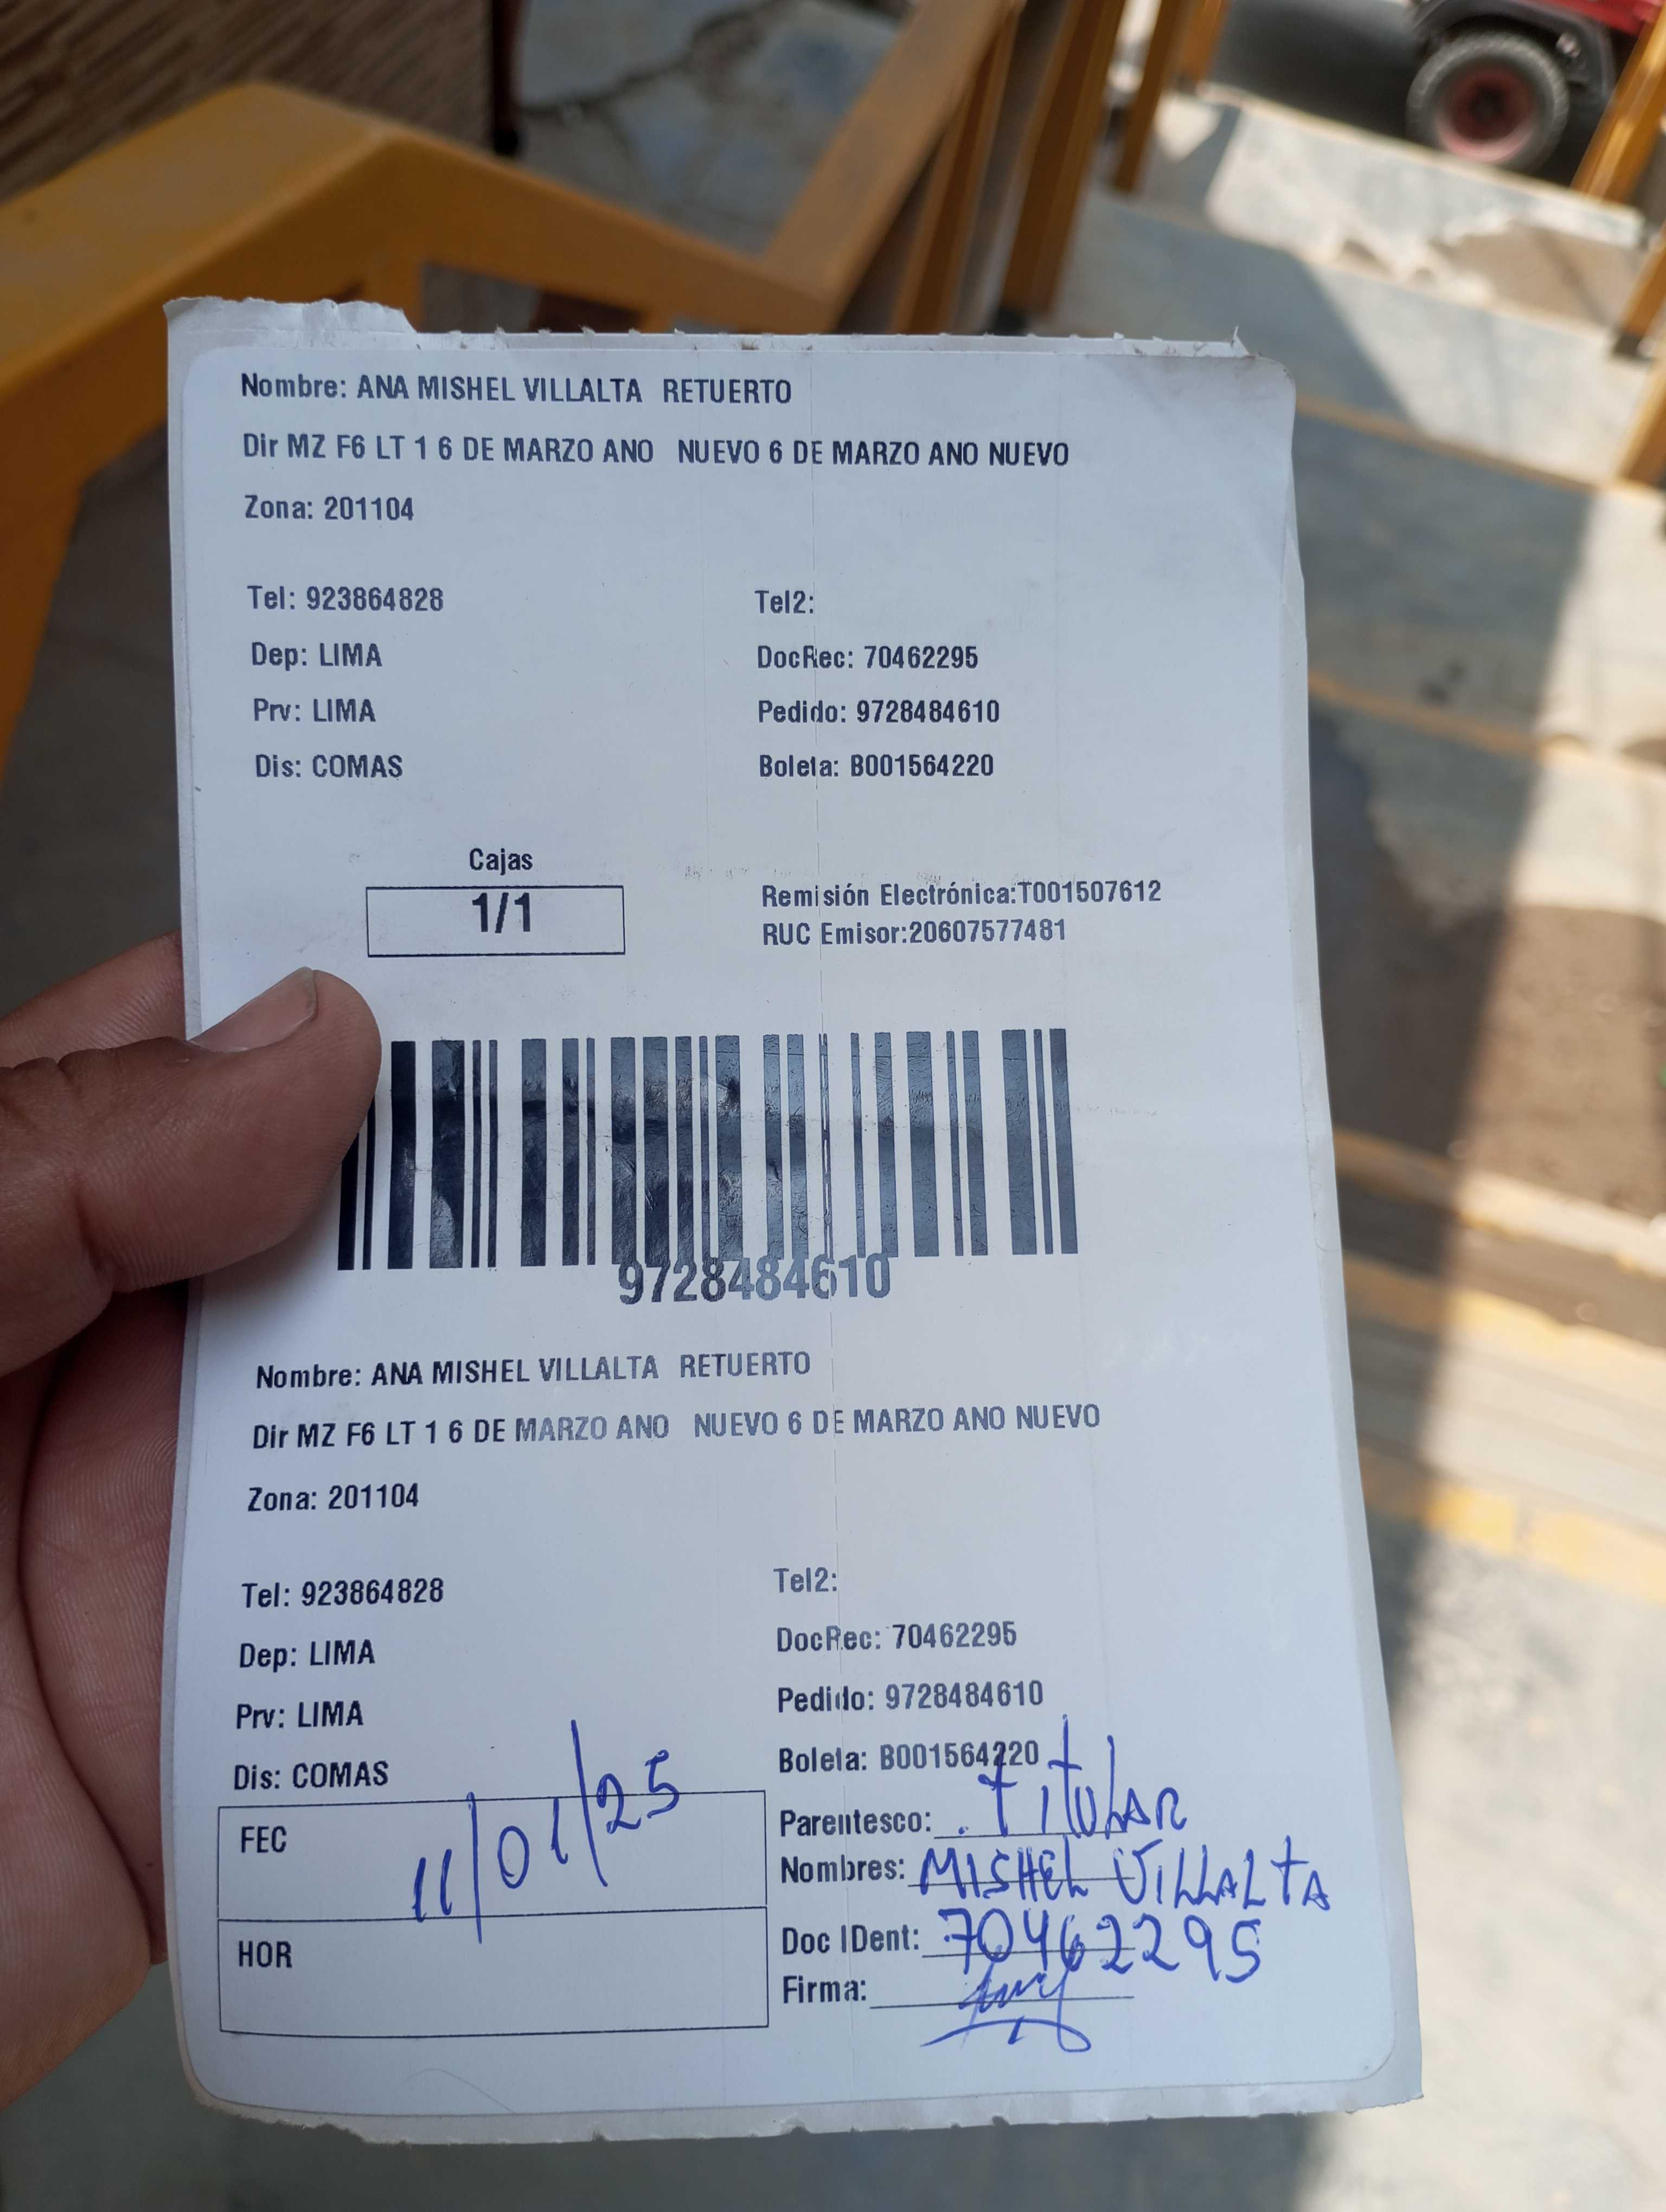 Nombre: ANA MISHEL VILLALTA RETUERTO
Dir MZ F6 LT 1 6 DE MARZO ANO NUEVO 6 DE MARZO ANO NUEVO
Zona: 201104
Tel: 923864828 Tel2:
Dep: LIMA DocRec: 70462295
Prv: LIMA Pedido: 9728484610
Dis: COMAS Boleta: B001564220
Cajas
1/1
Remisión Electrónica:T001507612
RUC Emisor:20607577481
9728484610
Nombre: ANA MISHEL VILLALTA RETUERTO
Dir MZ F6 LT 1 6 DE MARZO ANO NUEVO 6 DE MARZO ANO NUEVO
Zona: 201104
Tel: 923864828 Tel2:
Dep: LIMA DocRec: 70462295
Prv: LIMA Pedido: 9728484610
Dis: COMAS Boleta: B001564220
FEC 11/01/25
HOR
Parentesco: TITULAR
Nombres: MISHEL VILLALTA
Doc IDent: 70462295
Firma: